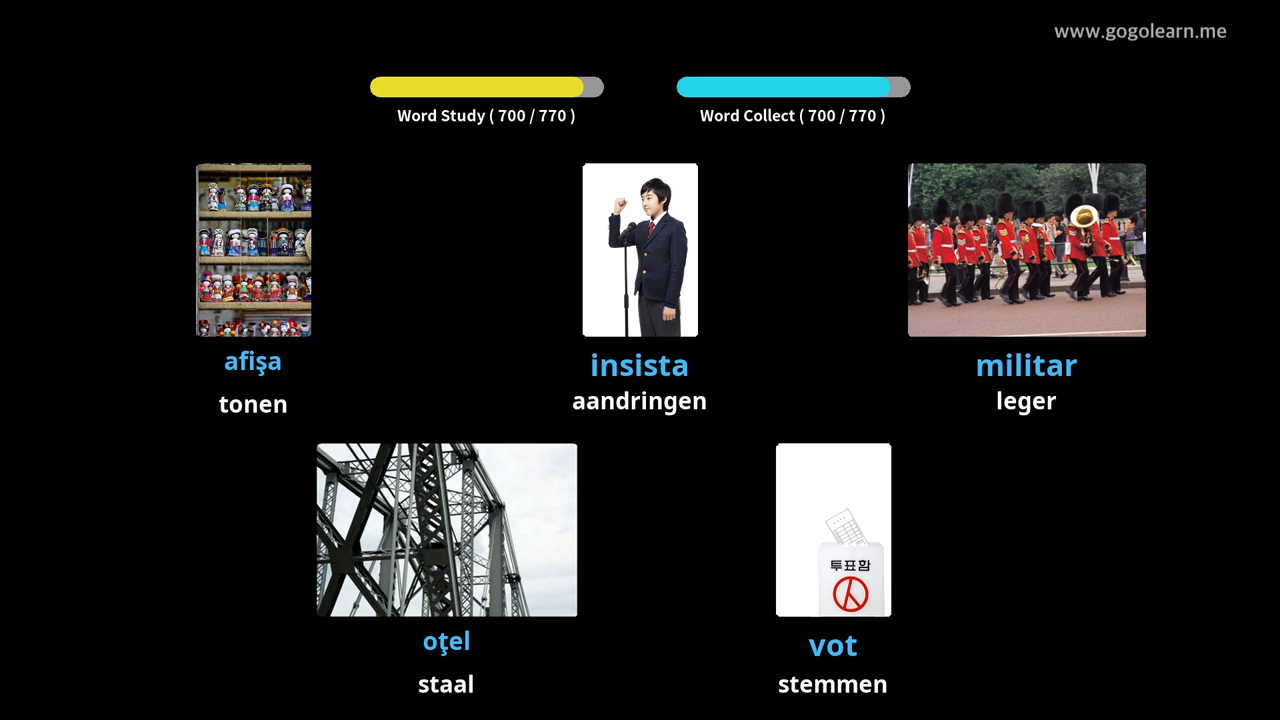 www.gogolearn.me
Word Study ( 700 / 770 )
Word Collect ( 700 / 770 )
afişa
tonen
insista
aandringen
militar
leger
투표함
oţel
staal
vot
stemmen